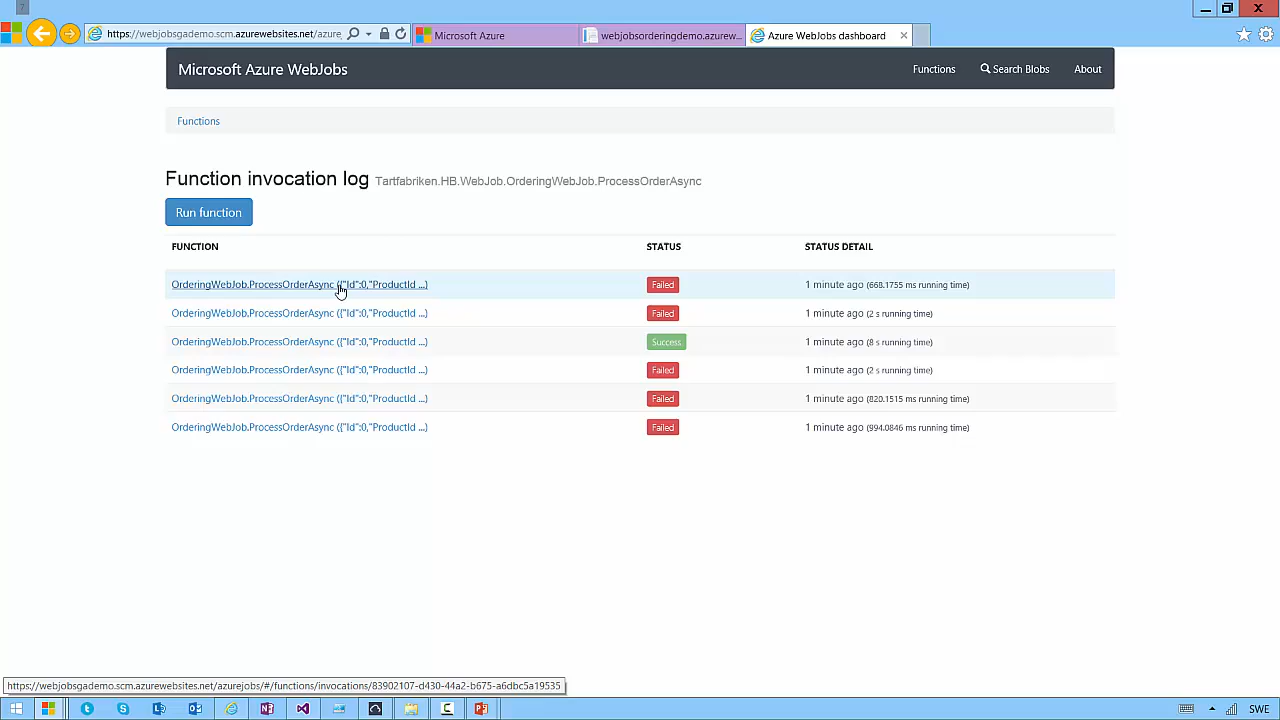 ?
https://webjobsgademo.scm.azurewebsites.net/azure
Microsoft Azure
webjobsorderingdemo.azurew...
Azure WebJobs dashboard
Microsoft Azure WebJobs
Functions
Search Blobs
About
Functions
Function invocation log Tartfabriken.HB.WebJob.OrderingWebJob.ProcessOrderAsync
Run function
FUNCTION STATUS STATUS DETAIL
OrderingWebJob.ProcessOrderAsync ({"Id":0,"ProductId ...) Failed 1 minute ago (668.1755 ms running time)
OrderingWebJob.ProcessOrderAsync ({"Id":0,"ProductId ...) Failed 1 minute ago (2 s running time)
OrderingWebJob.ProcessOrderAsync ({"Id":0,"ProductId ...) Success 1 minute ago (8 s running time)
OrderingWebJob.ProcessOrderAsync ({"Id":0,"ProductId ...) Failed 1 minute ago (2 s running time)
OrderingWebJob.ProcessOrderAsync ({"Id":0,"ProductId ...) Failed 1 minute ago (820.1515 ms running time)
OrderingWebJob.ProcessOrderAsync ({"Id":0,"ProductId ...) Failed 1 minute ago (994.0846 ms running time)
https://webjobsgademo.scm.azurewebsites.net/azurejobs/#/functions/invocations/83902107-d430-44a2-b675-a6dbc5a19535
SWE